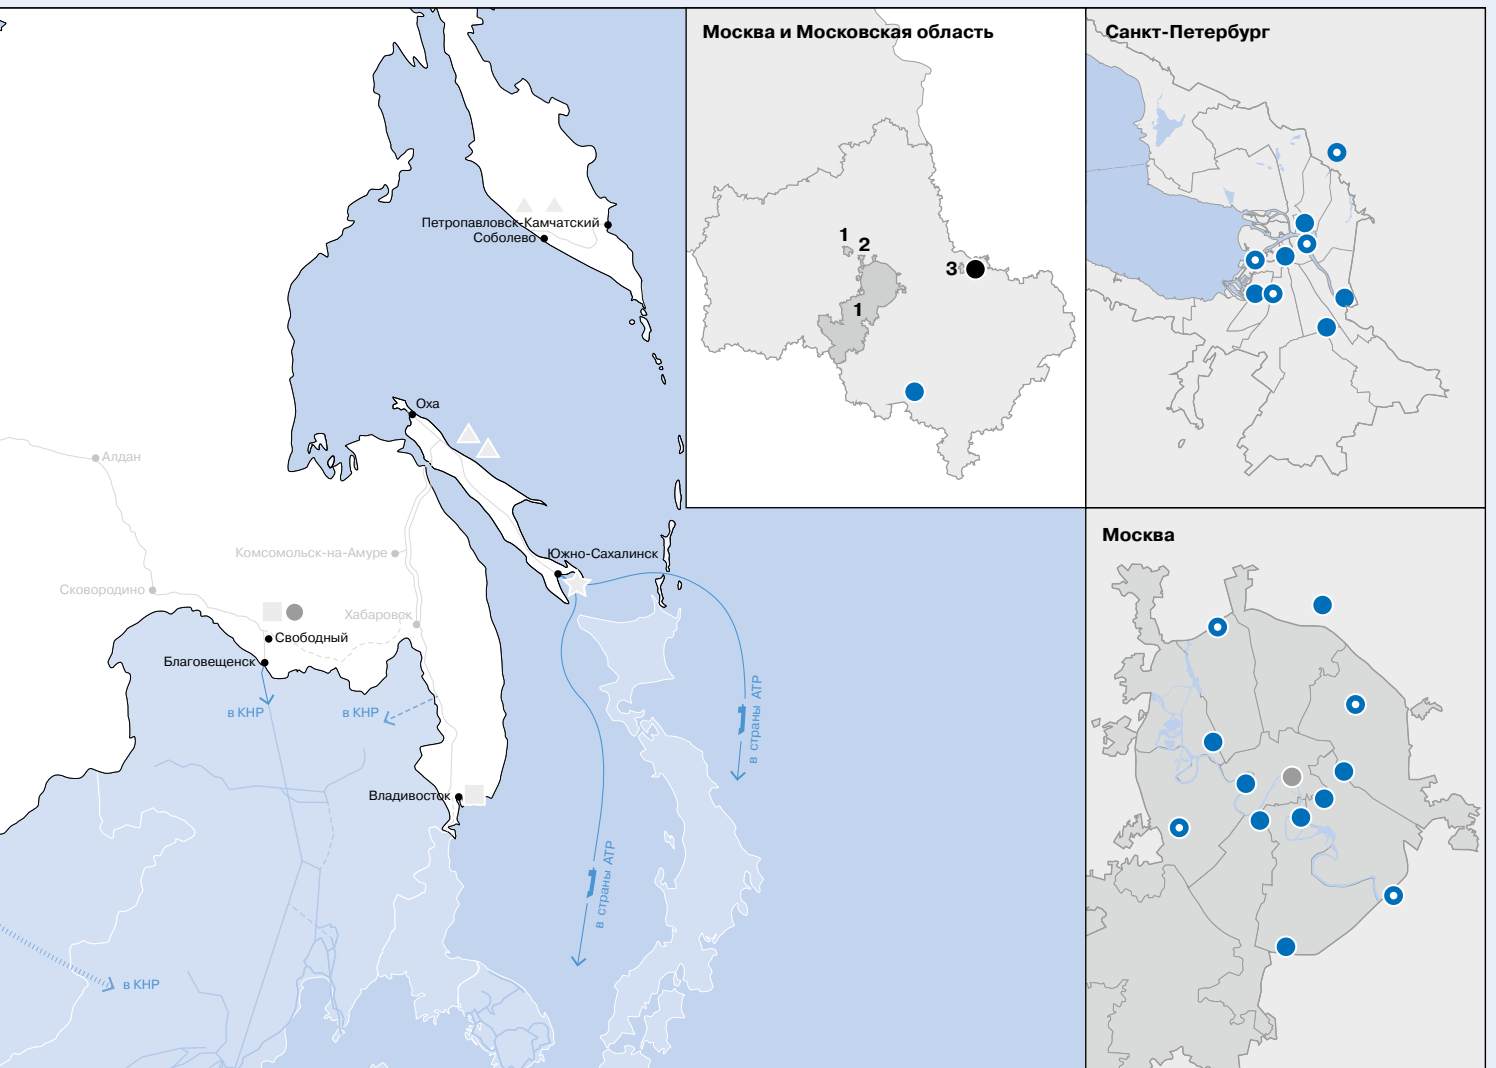 Москва и Московская область
1
2
3
1
Санкт-Петербург
Петропавловск-Камчатский
Соболево
Оха
Алдан
Комсомольск-на-Амуре
Южно-Сахалинск
Сковородино
Хабаровск
Свободный
Благовещенск
в КНР
в КНР
в страны АТР
Владивосток
в страны АТР
в КНР
Москва